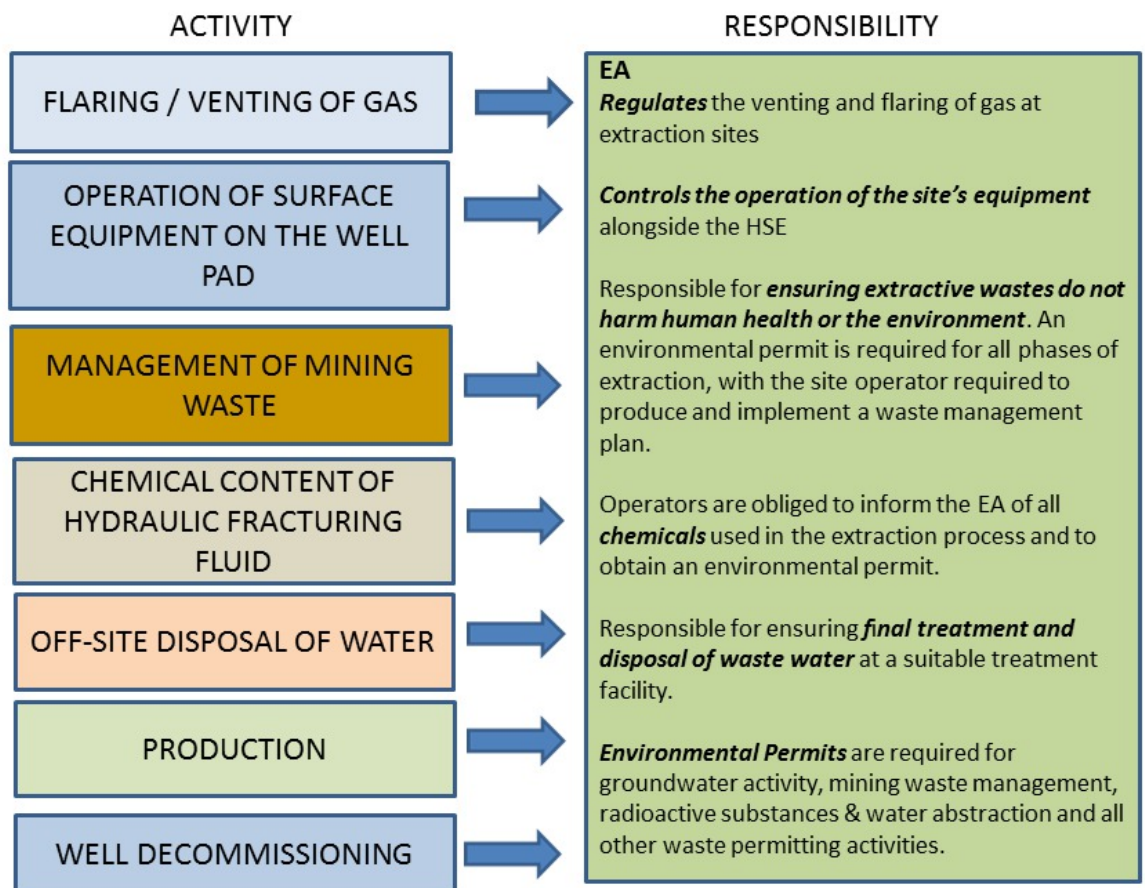 ACTIVITY
RESPONSIBILITY
FLARING / VENTING OF GAS
OPERATION OF SURFACE
EQUIPMENT ON THE WELL
PAD
MANAGEMENT OF MINING
WASTE
CHEMICAL CONTENT OF
HYDRAULIC FRACTURING
FLUID
OFF-SITE DISPOSAL OF WATER
PRODUCTION
WELL DECOMMISSIONING
EA
Regulates the venting and flaring of gas at
extraction sites
Controls the operation of the site’s equipment
alongside the HSE
Responsible for ensuring extractive wastes do not
harm human health or the environment. An
environmental permit is required for all phases of
extraction, with the site operator required to
produce and implement a waste management
plan.
Operators are obliged to inform the EA of all
chemicals used in the extraction process and to
obtain an environmental permit.
Responsible for ensuring final treatment and
disposal of waste water at a suitable treatment
facility.
Environmental Permits are required for
groundwater activity, mining waste management,
radioactive substances & water abstraction and all
other waste permitting activities.